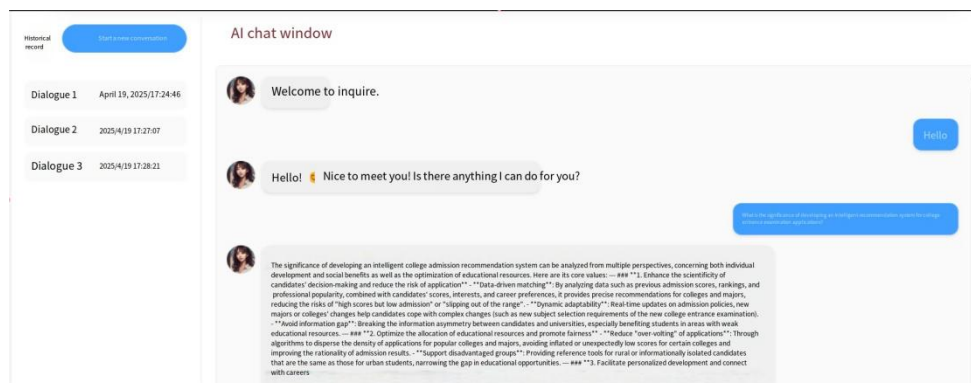 Historical
record
Start a new conversation
AI chat window
Dialogue 1 April 19, 2025/17:24:46
Dialogue 2 2025/4/19 17:27:07
Dialogue 3 2025/4/19 17:28:21
Welcome to inquire.
Hello
Hello! Nice to meet you! Is there anything I can do for you?
What is the significance of developing an intelligent recommendation system for college
entrance examination applications?
The significance of developing an intelligent college admission recommendation system can be analyzed from multiple perspectives, concerning both individual
development and social benefits as well as the optimization of educational resources. Here are its core values: — ### **1. Enhance the scientificity of
candidates' decision-making and reduce the risk of application** - **Data-driven matching**: By analyzing data such as previous admission scores, rankings, and
professional popularity, combined with candidates' scores, interests, and career preferences, it provides precise recommendations for colleges and majors,
reducing the risks of "high scores but low admission" or "slipping out of the range". - **Dynamic adaptability**: Real-time updates on admission policies, new
majors or colleges' changes help candidates cope with complex changes (such as new subject selection requirements of the new college entrance examination).
- **Avoid information gap**: Breaking the information asymmetry between candidates and universities, especially benefiting students in areas with weak
educational resources. — ### **2. Optimize the allocation of educational resources and promote fairness** - **Reduce "over-volting" of applications**: Through
algorithms to disperse the density of applications for popular colleges and majors, avoiding inflated or unexpectedly low scores for certain colleges and
improving the rationality of admission results. - **Support disadvantaged groups**: Providing reference tools for rural or informationally isolated candidates
that are the same as those for urban students, narrowing the gap in educational opportunities. — ### **3. Facilitate personalized development and connect
with careers